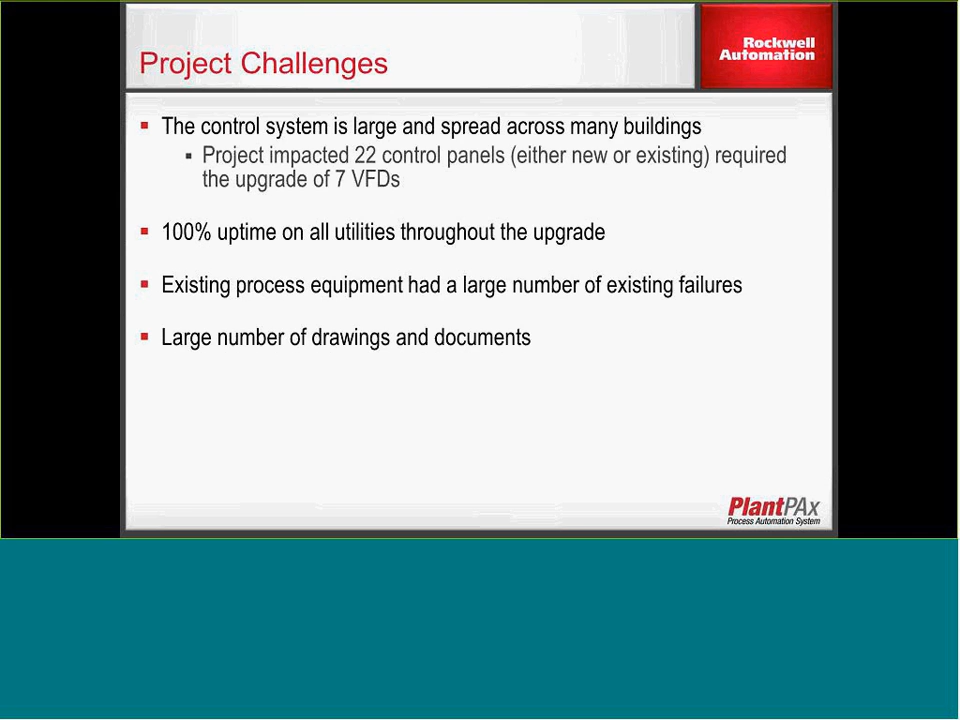 Project Challenges
Rockwell
Automation
▪ The control system is large and spread across many buildings
▪ Project impacted 22 control panels (either new or existing) required
the upgrade of 7 VFDs
▪ 100% uptime on all utilities throughout the upgrade
▪ Existing process equipment had a large number of existing failures
▪ Large number of drawings and documents
PlantPAx
Process Automation System